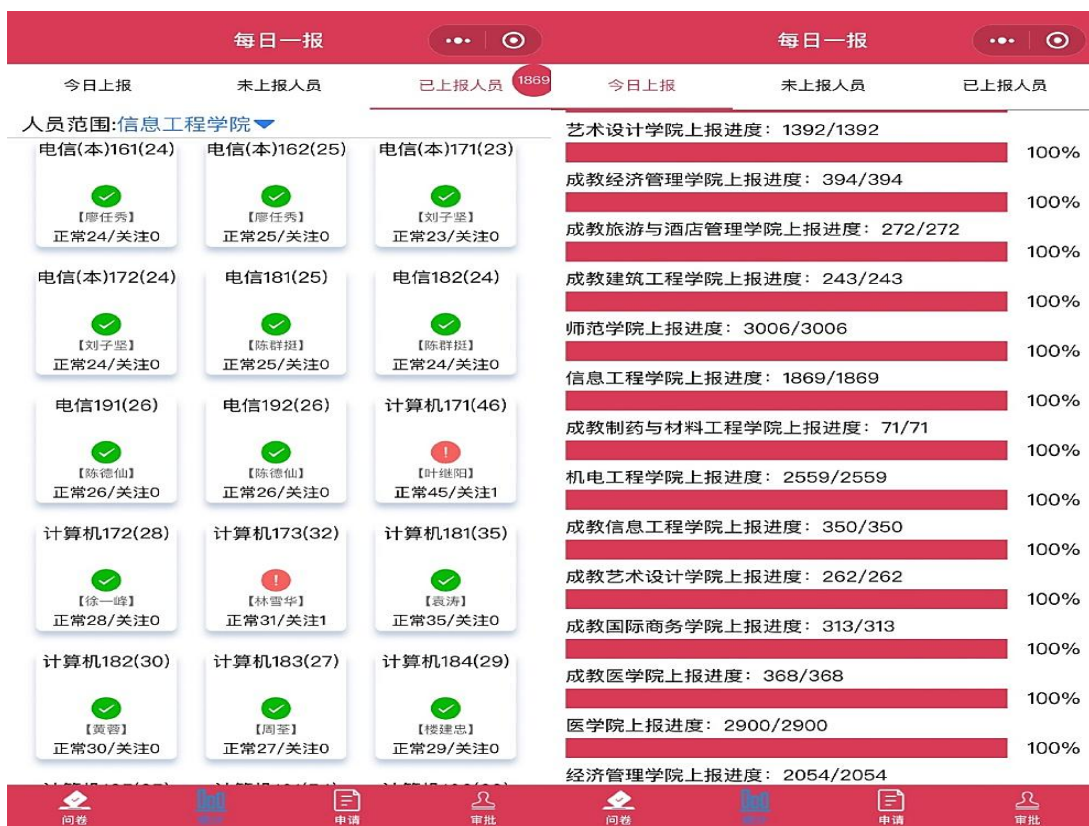 每日一报
今日上报 未上报人员 已上报人员 1869
人员范围:信息工程学院
电信(本)161(24) 电信(本)162(25) 电信(本)171(23)
【廖任秀】 【廖任秀】 【刘子坚】
正常24/关注0 正常25/关注0 正常23/关注0
电信(本)172(24) 电信181(25) 电信182(24)
【刘子坚】 【陈群挺】 【陈群挺】
正常24/关注0 正常25/关注0 正常24/关注0
电信191(26) 电信192(26) 计算机171(46)
【陈德仙】 【陈德仙】 【叶继阳】
正常26/关注0 正常26/关注0 正常45/关注1
计算机172(28) 计算机173(32) 计算机181(35)
【徐一峰】 【林雪华】 【袁涛】
正常28/关注0 正常31/关注1 正常35/关注0
计算机182(30) 计算机183(27) 计算机184(29)
【黄蓉】 【周荃】 【楼建忠】
正常30/关注0 正常27/关注0 正常29/关注0
问卷 申请 审批
每日一报
今日上报 未上报人员 已上报人员
艺术设计学院上报进度：1392/1392
100%
成教经济管理学院上报进度：394/394
100%
成教旅游与酒店管理学院上报进度：272/272
100%
成教建筑工程学院上报进度：243/243
100%
师范学院上报进度：3006/3006
100%
信息工程学院上报进度：1869/1869
100%
成教制药与材料工程学院上报进度：71/71
100%
机电工程学院上报进度：2559/2559
100%
成教信息工程学院上报进度：350/350
100%
成教艺术设计学院上报进度：262/262
100%
成教国际商务学院上报进度：313/313
100%
成教医学院上报进度：368/368
100%
医学院上报进度：2900/2900
100%
经济管理学院上报进度：2054/2054
问卷 申请 审批